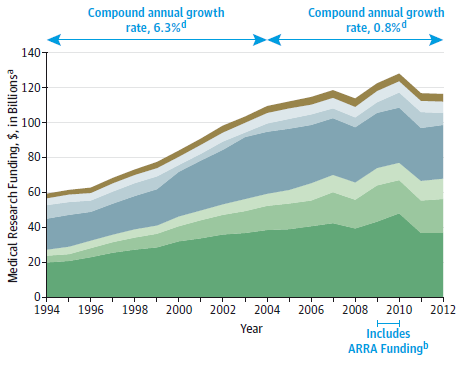 Compound annual growth
rate, 6.3%d
Compound annual growth
rate, 0.8%d
Medical Research Funding, $, in Billionsa
140
120
100
80
60
40
20
0
1994 1996 1998 2000 2002 2004 2006 2008 2010 2012
Year
Includes
ARRA Fundingb